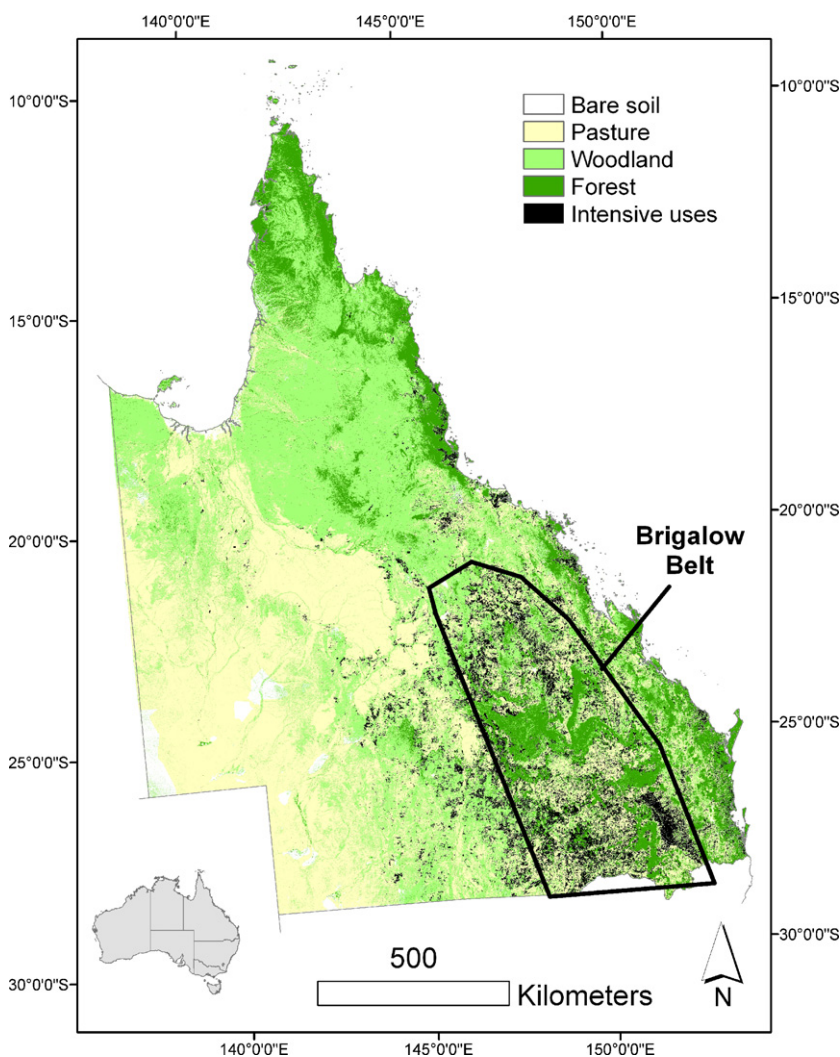 140°0'0"E
145°0'0"E
150°0'0"E
10°0'0"S
10°0'0"S
Bare soil
Pasture
Woodland
Forest
Intensive uses
15°0'0"S
15°0'0"S
20°0'0"S
20°0'0"S
Brigalow
Belt
25°0'0"S
25°0'0"S
30°0'0"S
30°0'0"S
500
Kilometers
N
140°0'0"E
145°0'0"E
150°0'0"E